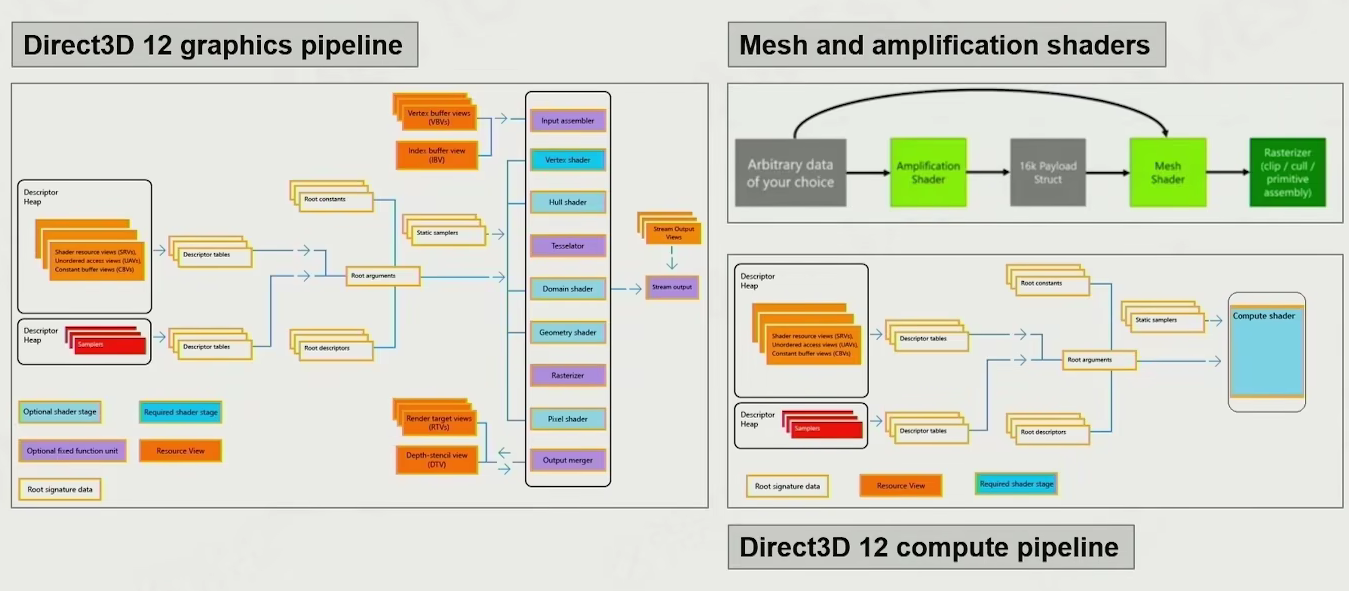 Direct3D 12 graphics pipeline
Descriptor
Heap
Shader resource views (SRVs),
Unordered access views (UAVs),
Constant buffer views (CBVs)
Descriptor tables
Descriptor
Heap
Samplers
Descriptor tables
Root constants
Root arguments
Root descriptors
Static samplers
Vertex buffer views
(VBVs)
Index buffer view
(IBV)
Input assembler
Vertex shader
Hull shader
Tesselator
Domain shader
Geometry shader
Rasterizer
Pixel shader
Output merger
Stream Output
Views
Stream output
Render target views
(RTVs)
Depth-stencil view
(DTV)
Optional shader stage
Required shader stage
Optional fixed function unit
Resource View
Root signature data
Mesh and amplification shaders
Arbitrary data
of your choice
Amplification
Shader
16k Payload
Struct
Mesh
Shader
Rasterizer
(clip / cull /
primitive
assembly)
Descriptor
Heap
Shader resource views (SRVs),
Unordered access views (UAVs),
Constant buffer views (CBVs)
Descriptor tables
Descriptor
Heap
Samplers
Descriptor tables
Root constants
Root arguments
Root descriptors
Static samplers
Compute shader
Root signature data
Resource View
Required shader stage
Direct3D 12 compute pipeline